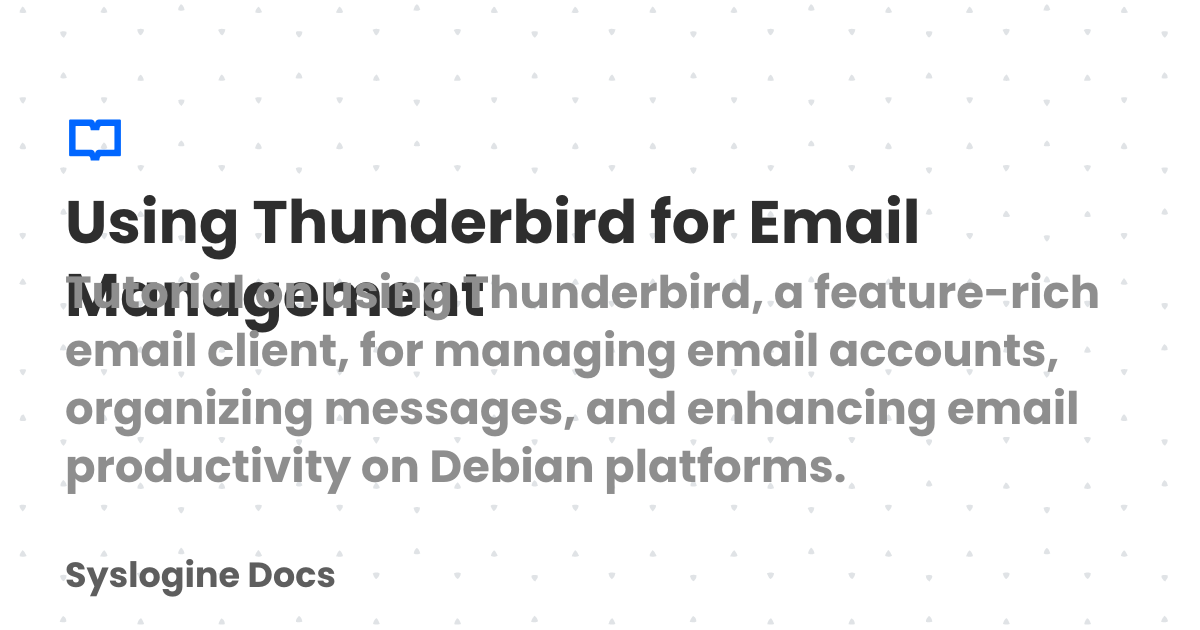 Using Thunderbird for Email
Management
Tutorial on using Thunderbird, a feature-rich
email client, for managing email accounts,
organizing messages, and enhancing email
productivity on Debian platforms.
Syslogine Docs